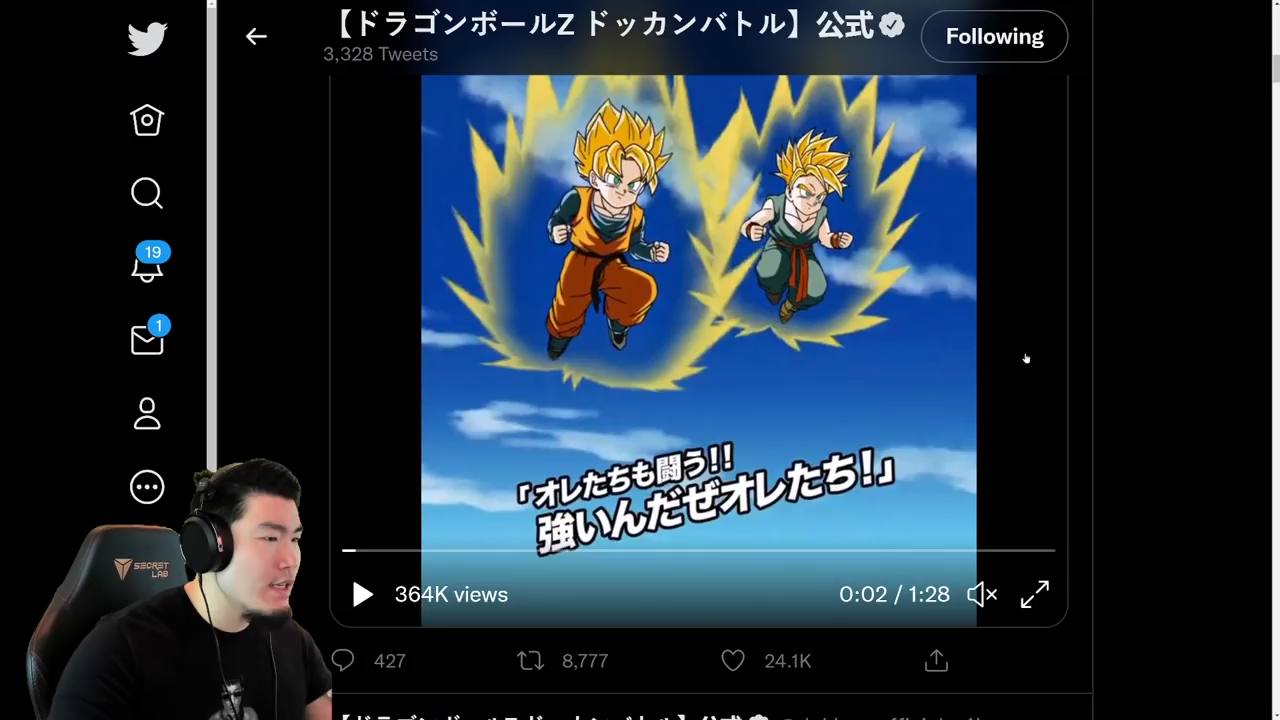 【ドラゴンボールZ ドッカンバトル】公式
Following
3,328 Tweets
19
1
「オレたちも闘う!!
強いんだぜオレたち!」
364K views
0:02 / 1:28
427
8,777
24.1K
SECRET
LAB